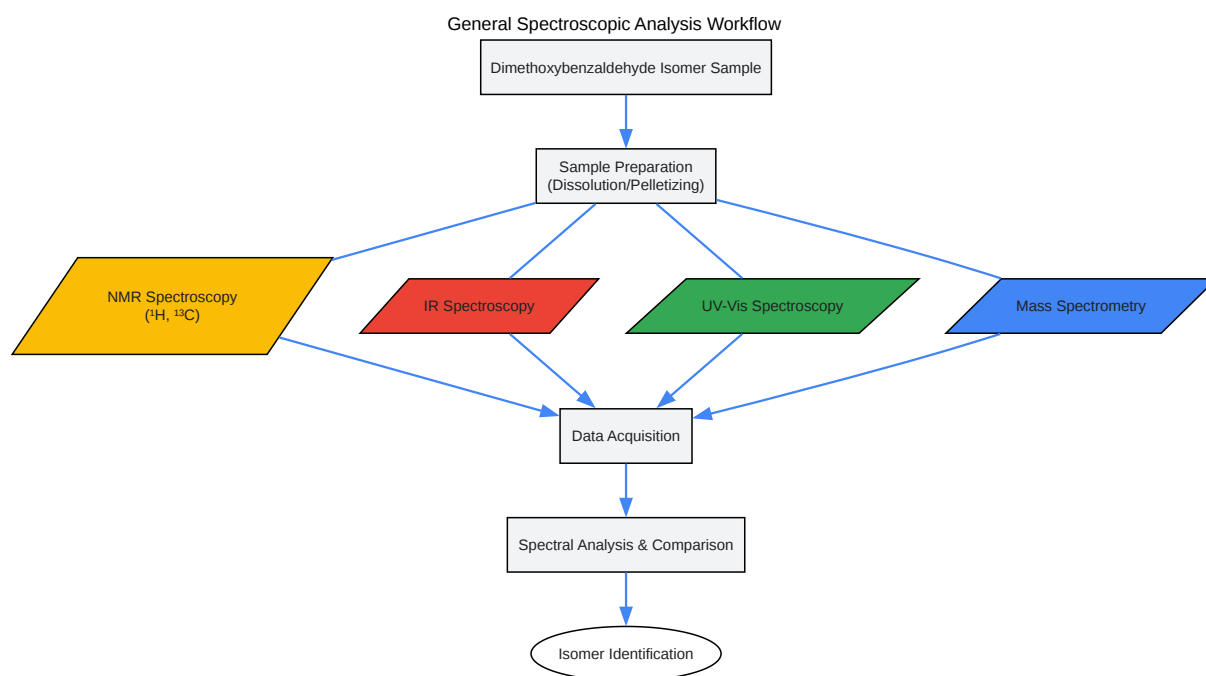 General Spectroscopic Analysis Workflow
Dimethoxybenzaldehyde Isomer Sample
Sample Preparation
(Dissolution/Pelletizing)
NMR Spectroscopy
(¹H, ¹³C)
IR Spectroscopy
UV-Vis Spectroscopy
Mass Spectrometry
Data Acquisition
Spectral Analysis & Comparison
Isomer Identification